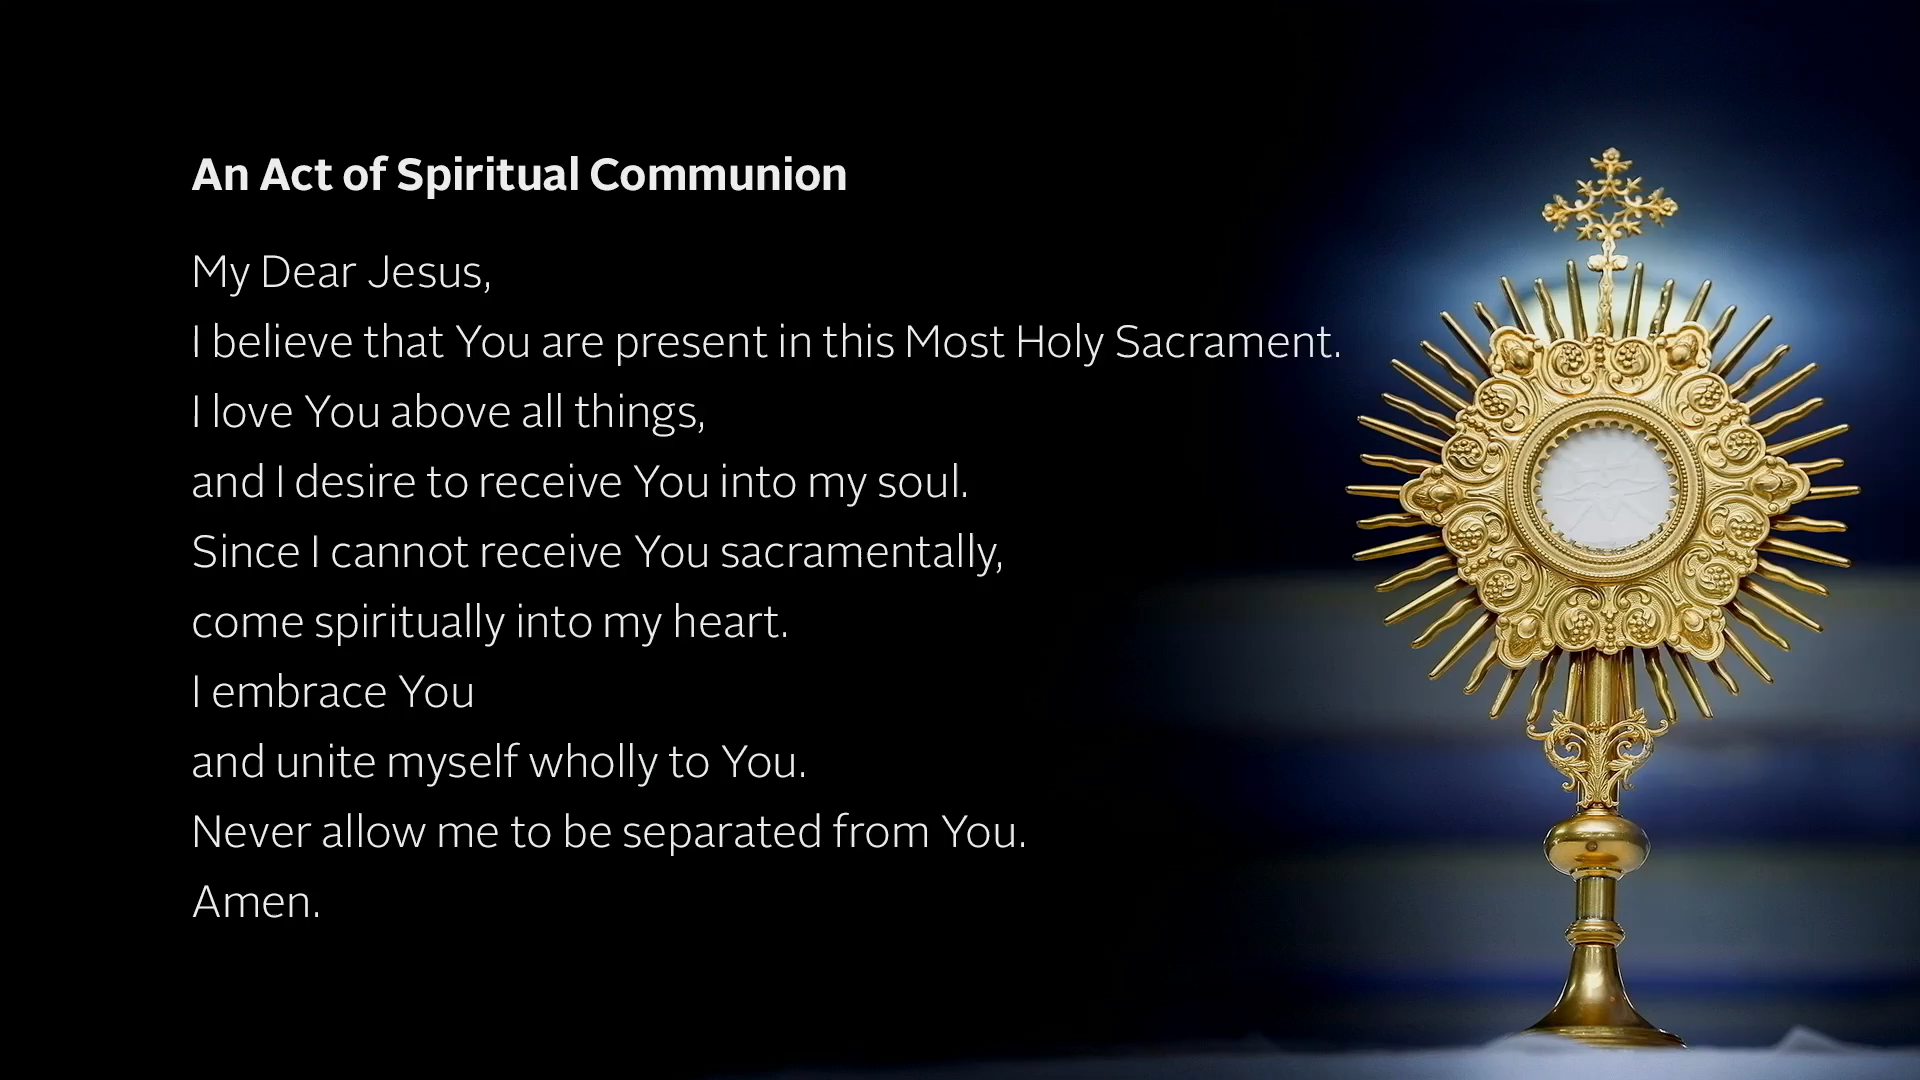 An Act of Spiritual Communion
My Dear Jesus,
I believe that You are present in this Most Holy Sacrament.
I love You above all things,
and I desire to receive You into my soul.
Since I cannot receive You sacramentally,
come spiritually into my heart.
I embrace You
and unite myself wholly to You.
Never allow me to be separated from You.
Amen.